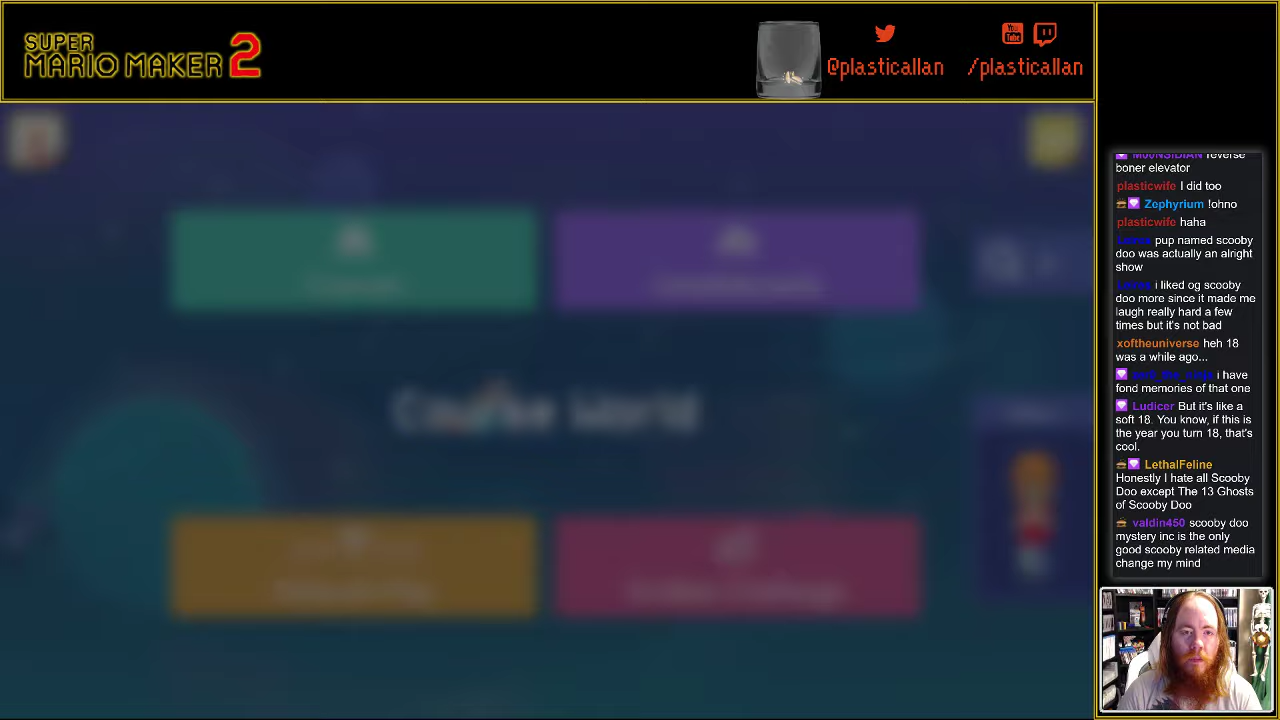 SUPER
MARIO MAKER 2
@plasticallan
/plasticallan
You
Tube
M00NSIDIAN reverse
boner elevator
plasticwife I did too
Zephyrium !ohno
plasticwife haha
pup named scooby
doo was actually an alright
show
i liked og scooby
doo more since it made me
laugh really hard a few
times but it's not bad
xoftheuniverse heh 18
was a while ago...
i have
fond memories of that one
Ludicer But it's like a
soft 18. You know, if this is
the year you turn 18, that's
cool.
LethalFeline
Honestly I hate all Scooby
Doo except The 13 Ghosts
of Scooby Doo
valdin450 scooby doo
mystery inc is the only
good scooby related media
change my mind